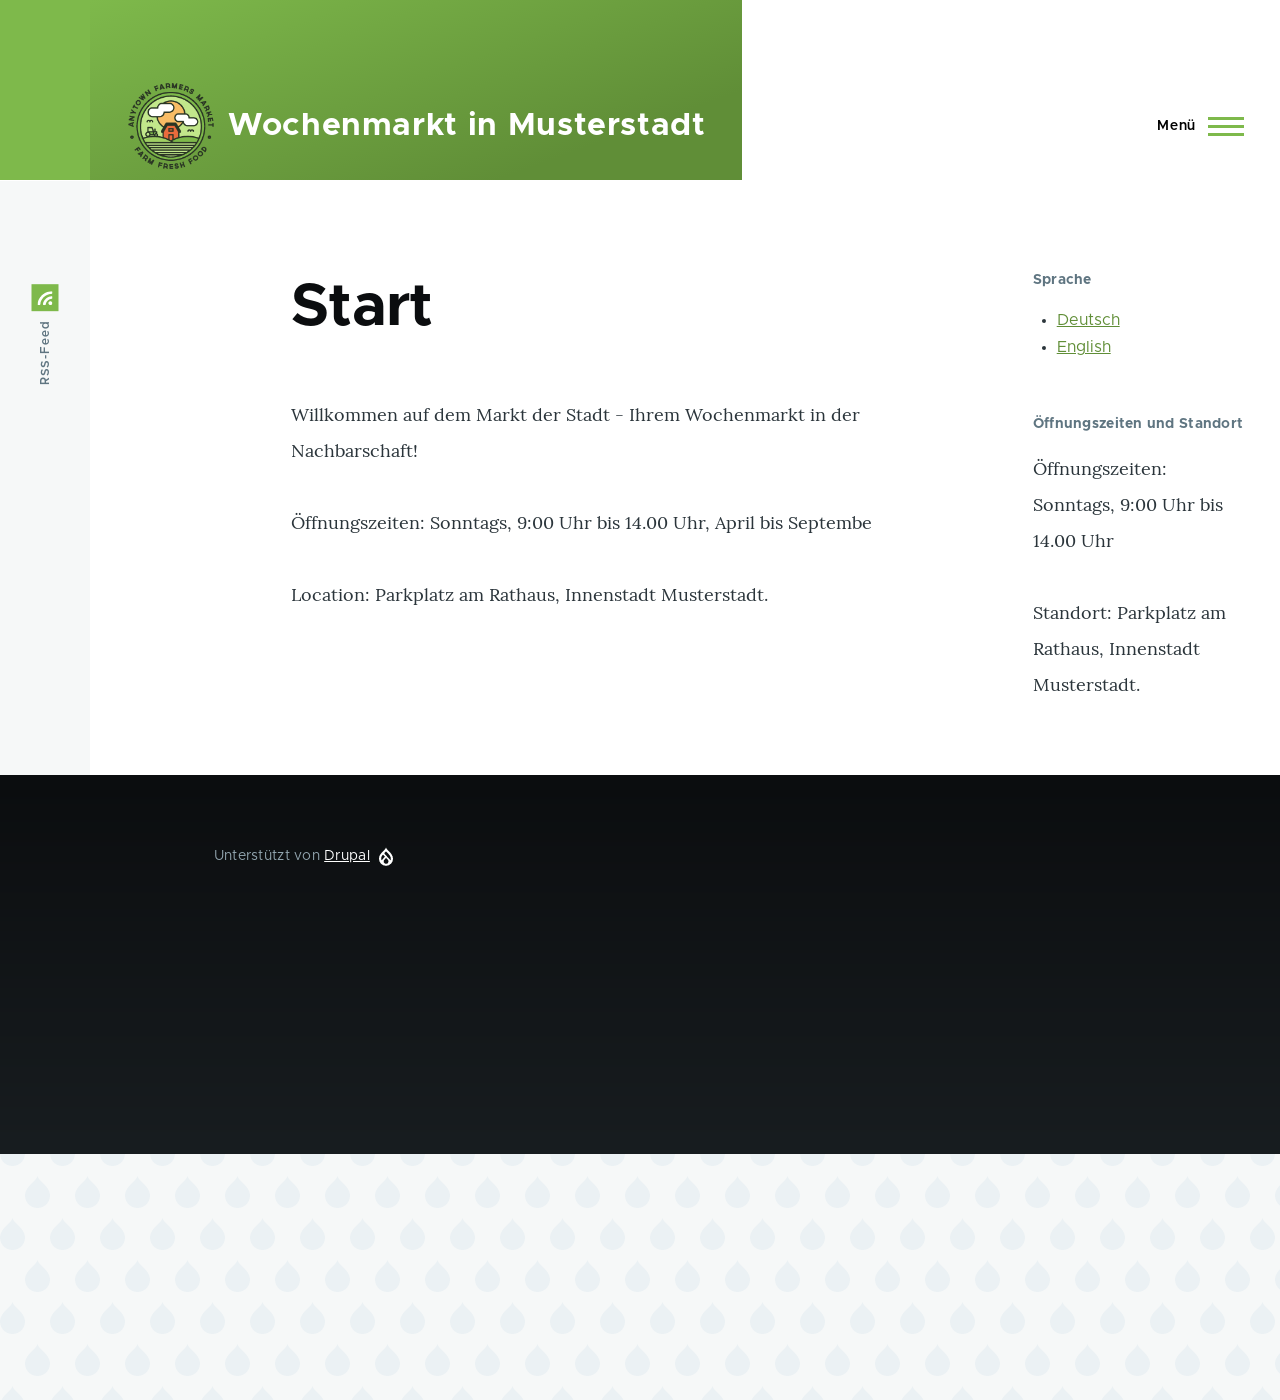 ANYTOWN FARMERS MARKET
FARM FRESH FOOD
Wochenmarkt in Musterstadt
Menü
RSS-Feed
Start
Willkommen auf dem Markt der Stadt - Ihrem Wochenmarkt in der
Nachbarschaft!
Öffnungszeiten: Sonntags, 9:00 Uhr bis 14.00 Uhr, April bis Septembe
Location: Parkplatz am Rathaus, Innenstadt Musterstadt.
Sprache
Deutsch
English
Öffnungszeiten und Standort
Öffnungszeiten:
Sonntags, 9:00 Uhr bis
14.00 Uhr
Standort: Parkplatz am
Rathaus, Innenstadt
Musterstadt.
Unterstützt von Drupal